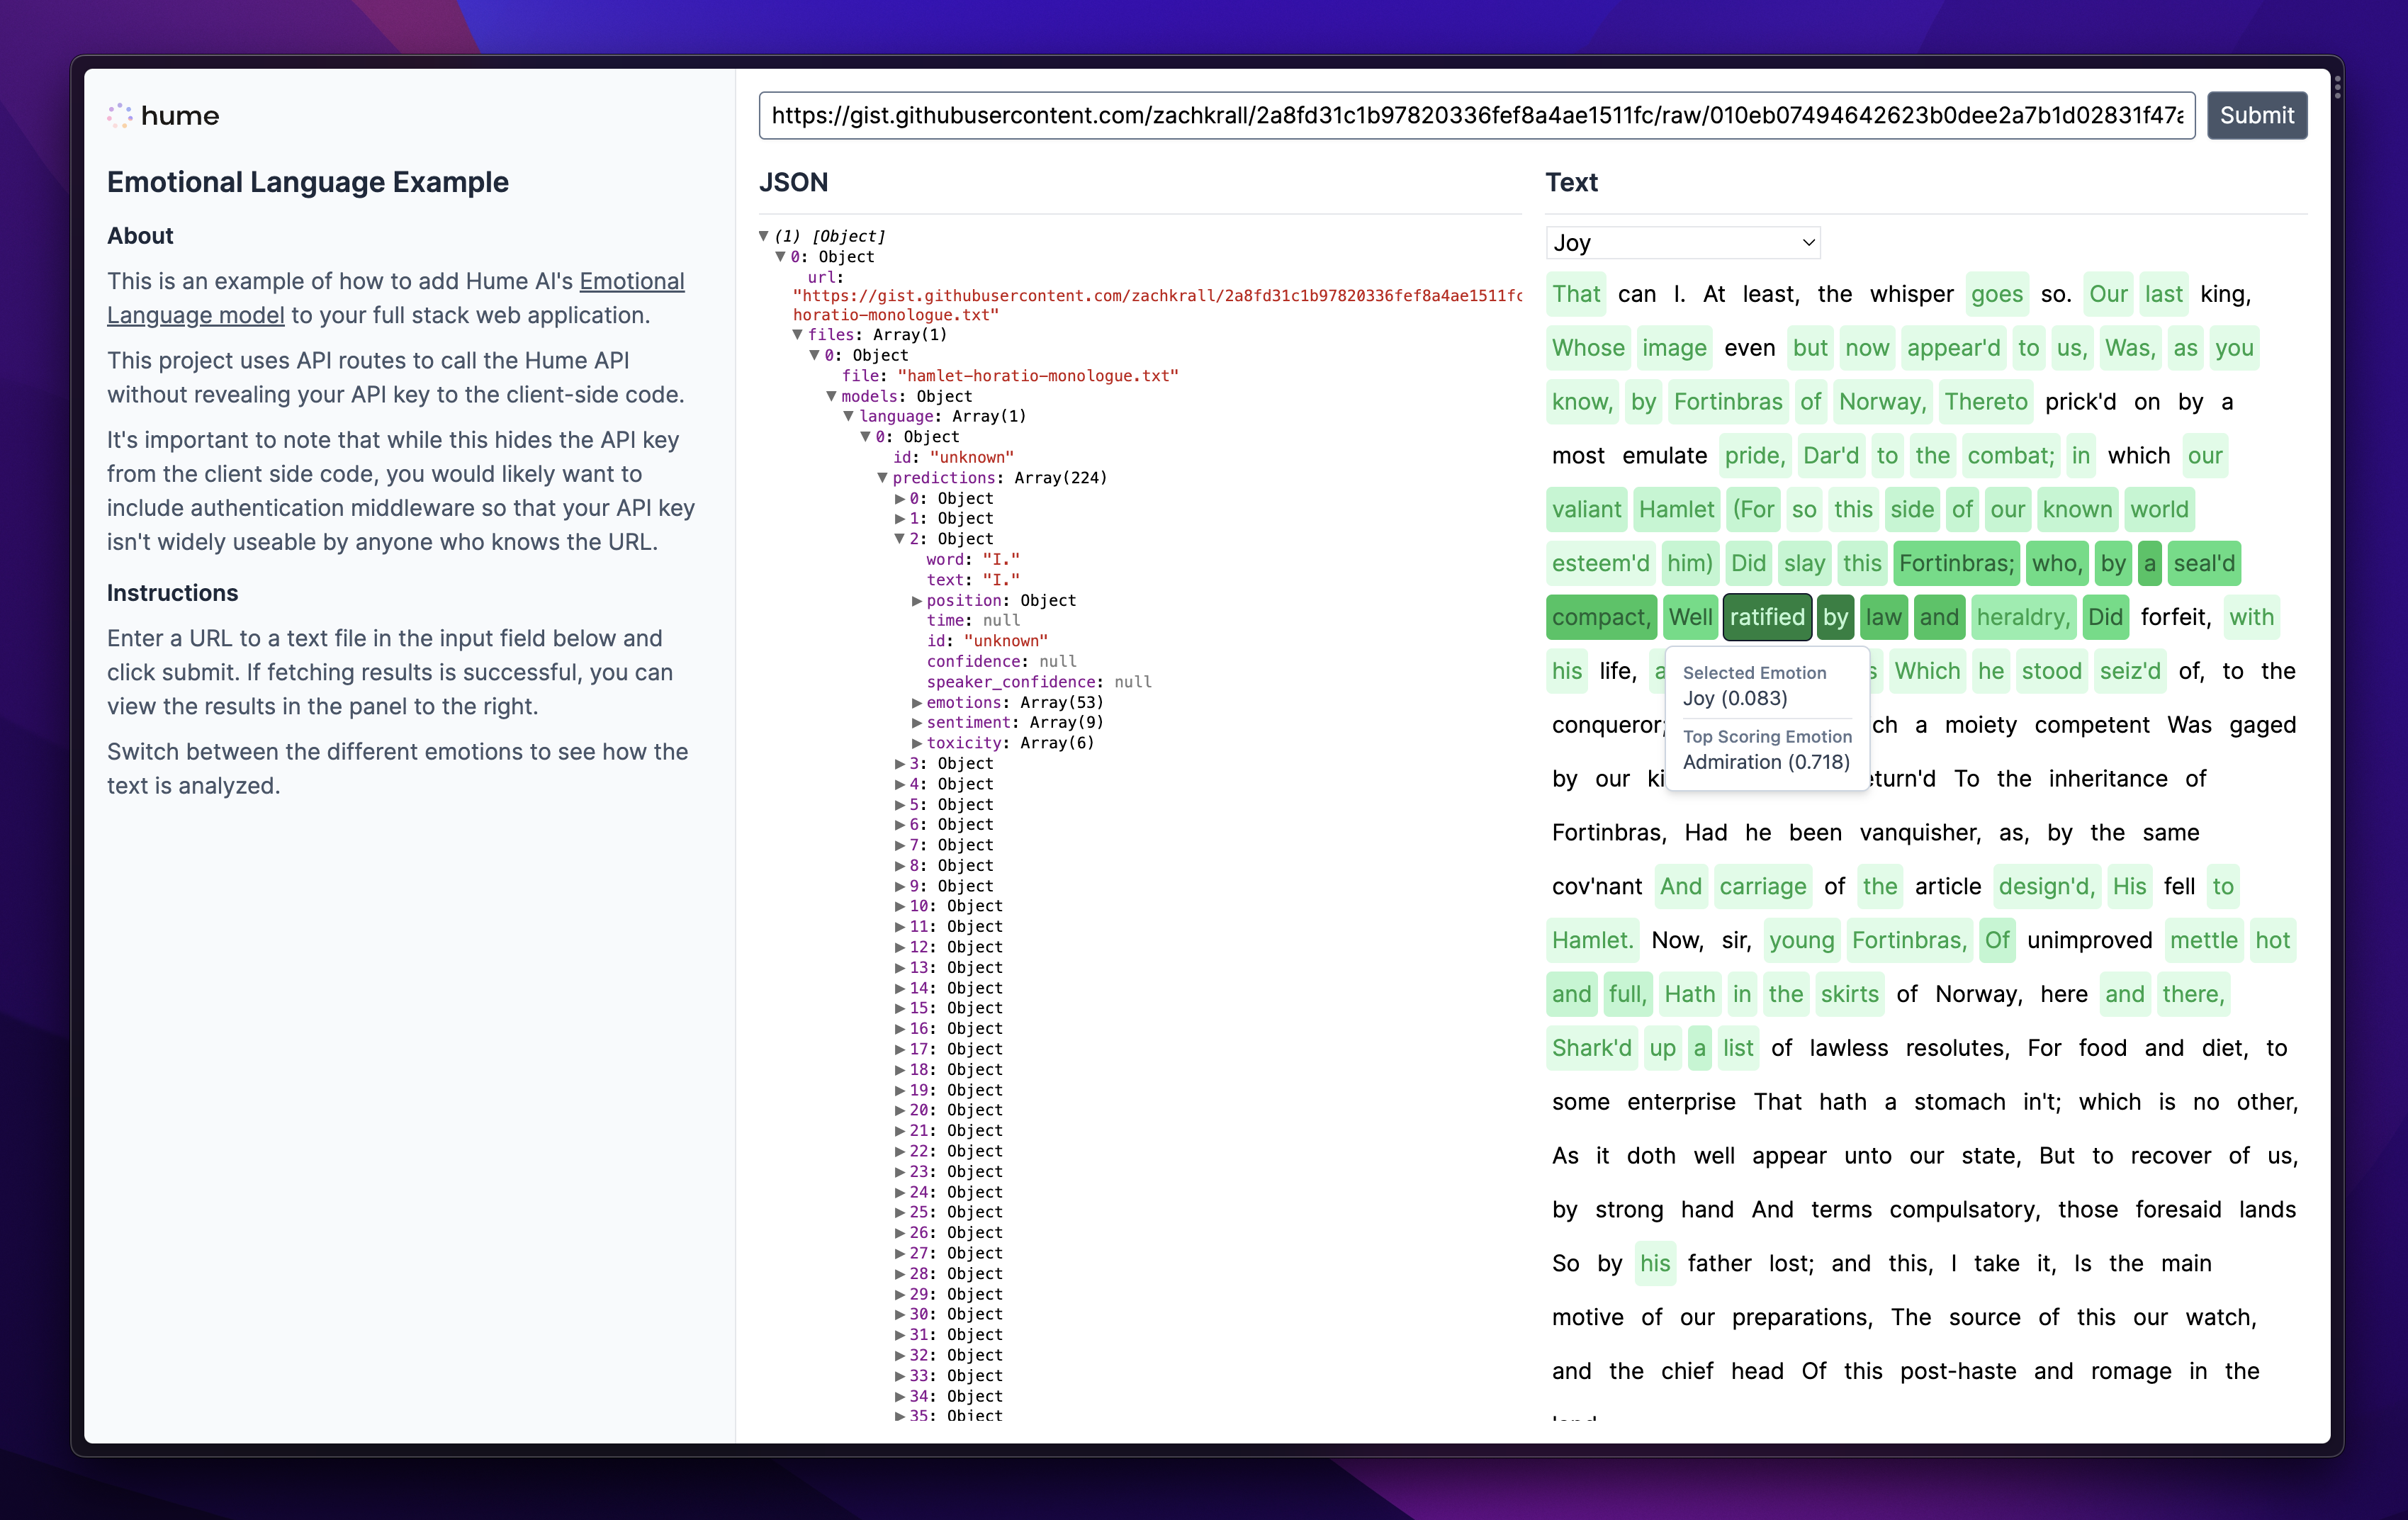 hume
Emotional Language Example
About
This is an example of how to add Hume AI's Emotional
Language model to your full stack web application.
This project uses API routes to call the Hume API
without revealing your API key to the client-side code.
It's important to note that while this hides the API key
from the client side code, you would likely want to
include authentication middleware so that your API key
isn't widely useable by anyone who knows the URL.
Instructions
Enter a URL to a text file in the input field below and
click submit. If fetching results is successful, you can
view the results in the panel to the right.
Switch between the different emotions to see how the
text is analyzed.
https://gist.githubusercontent.com/zachkrall/2a8fd31c1b97820336fef8a4ae1511fc/raw/010eb07494642623b0dee2a7b1d02831f47a
Submit
JSON
▼ (1) [Object]
▼ 0: Object
url:
"https://gist.githubusercontent.com/zachkrall/2a8fd31c1b97820336fef8a4ae1511fc
horatio-monologue.txt"
▼ files: Array(1)
▼ 0: Object
file: "hamlet-horatio-monologue.txt"
▼ models: Object
▼ language: Array(1)
▼ 0: Object
id: "unknown"
▼ predictions: Array(224)
▶ 0: Object
▶ 1: Object
▼ 2: Object
word: "I."
text: "I."
▶ position: Object
time: null
id: "unknown"
confidence: null
speaker_confidence: null
▶ emotions: Array(53)
▶ sentiment: Array(9)
▶ toxicity: Array(6)
▶ 3: Object
▶ 4: Object
▶ 5: Object
▶ 6: Object
▶ 7: Object
▶ 8: Object
▶ 9: Object
▶ 10: Object
▶ 11: Object
▶ 12: Object
▶ 13: Object
▶ 14: Object
▶ 15: Object
▶ 16: Object
▶ 17: Object
▶ 18: Object
▶ 19: Object
▶ 20: Object
▶ 21: Object
▶ 22: Object
▶ 23: Object
▶ 24: Object
▶ 25: Object
▶ 26: Object
▶ 27: Object
▶ 28: Object
▶ 29: Object
▶ 30: Object
▶ 31: Object
▶ 32: Object
▶ 33: Object
▶ 34: Object
▶ 35: Object
Text
Joy
That can I. At least, the whisper goes so. Our last king,
Whose image even but now appear'd to us, Was, as you
know, by Fortinbras of Norway, Thereto prick'd on by a
most emulate pride, Dar'd to the combat; in which our
valiant Hamlet (For so this side of our known world
esteem'd him) Did slay this Fortinbras; who, by a seal'd
compact, Well ratified by law and heraldry, Did forfeit, with
his life, Which he stood seiz'd of, to the
conqueror; a moiety competent Was gaged
by our To the inheritance of
Fortinbras, Had he been vanquisher, as, by the same
cov'nant And carriage of the article design'd, His fell to
Hamlet. Now, sir, young Fortinbras, Of unimproved mettle hot
and full, Hath in the skirts of Norway, here and there,
Shark'd up a list of lawless resolutes, For food and diet, to
some enterprise That hath a stomach in't; which is no other,
As it doth well appear unto our state, But to recover of us,
by strong hand And terms compulsatory, those foresaid lands
So by his father lost; and this, I take it, Is the main
motive of our preparations, The source of this our watch,
and the chief head Of this post-haste and romage in the
Selected Emotion
Joy (0.083)
Top Scoring Emotion
Admiration (0.718)